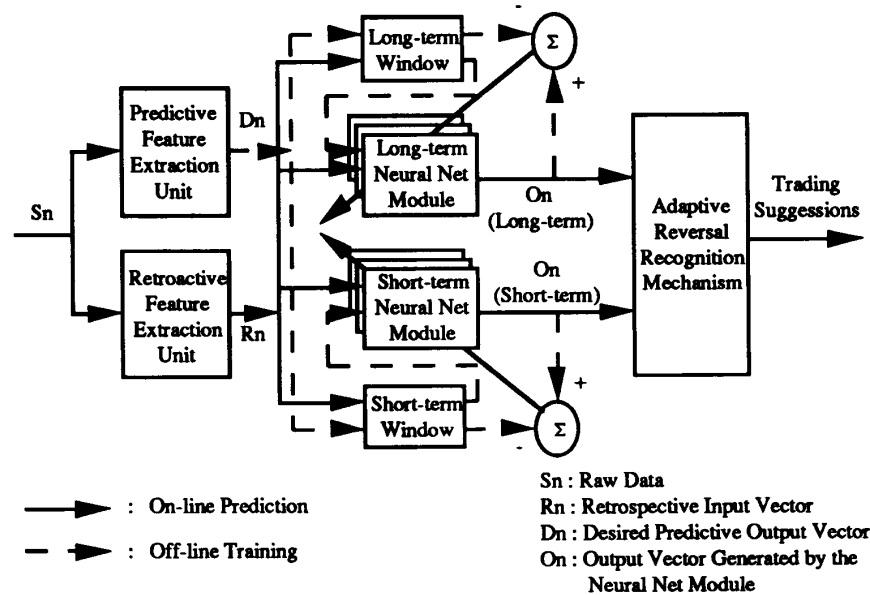 Long-term
Window
-
Σ
+
Predictive
Feature
Extraction
Unit
Dn
Long-term
Neural Net
Module
On
(Long-term)
Sn
Adaptive
Reversal
Recognition
Mechanism
Trading
Suggessions
Retroactive
Feature
Extraction
Unit
Rn
Short-term
Neural Net
Module
On
(Short-term)
Short-term
Window
+
Σ
-
: On-line Prediction
: Off-line Training
Sn : Raw Data
Rn : Retrospective Input Vector
Dn : Desired Predictive Output Vector
On : Output Vector Generated by the
Neural Net Module